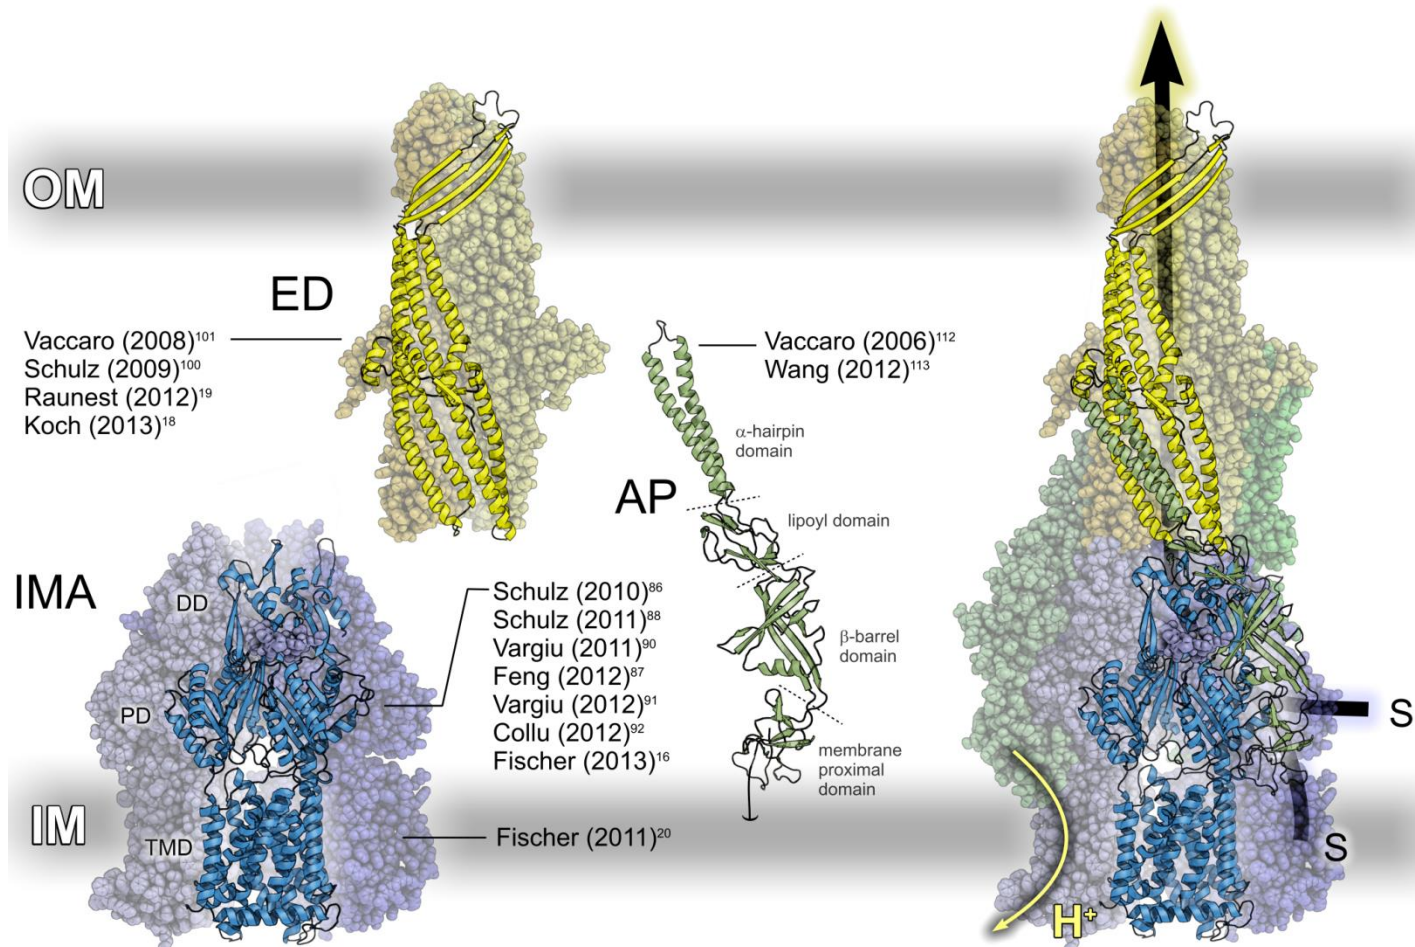 OM
ED
Vaccaro (2008)¹⁰¹
Schulz (2009)¹⁰⁰
Raunest (2012)¹⁹
Koch (2013)¹⁸
Vaccaro (2006)¹¹²
Wang (2012)¹¹³
α-hairpin
domain
AP
lipoyl domain
IMA
DD
PD
Schulz (2010)⁸⁶
Schulz (2011)⁸⁸
Vargiu (2011)⁹⁰
Feng (2012)⁸⁷
Vargiu (2012)⁹¹
Collu (2012)⁹²
Fischer (2013)¹⁶
β-barrel
domain
membrane
proximal
domain
S
IM
TMD
Fischer (2011)²⁰
S
H⁺